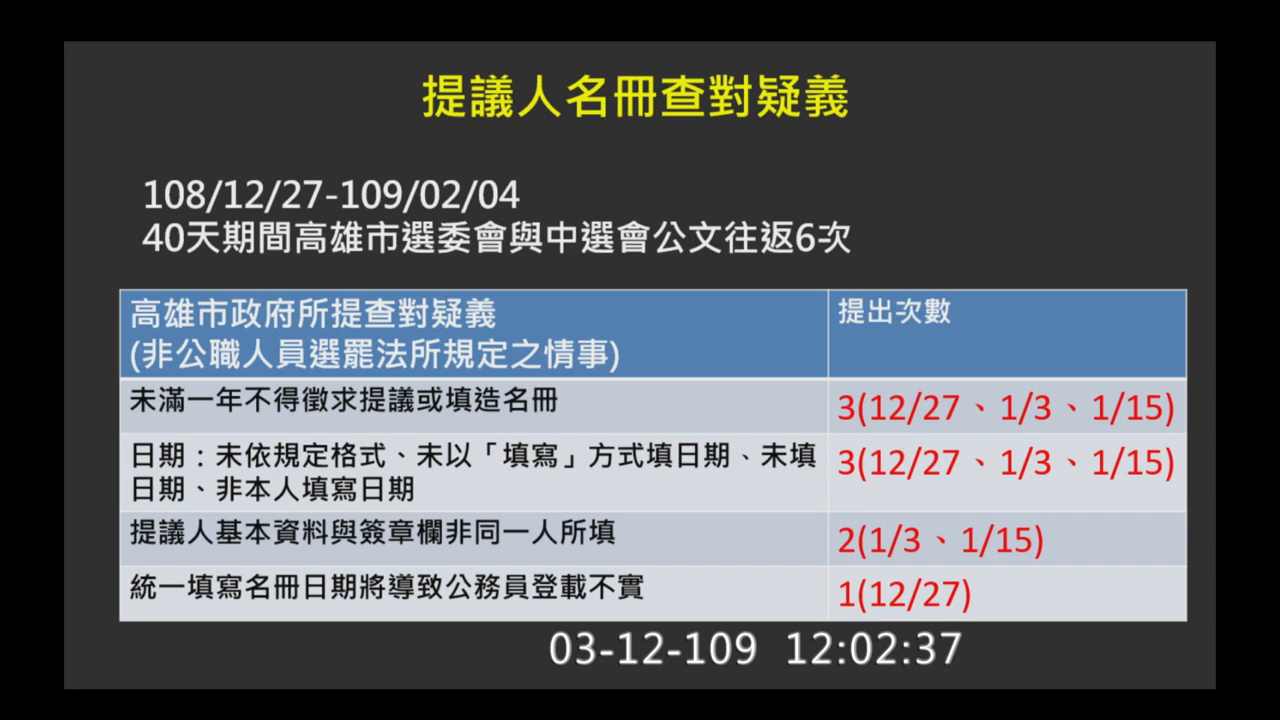 提議人名冊查對疑義
108/12/27-109/02/04
40天期間高雄市選委會與中選會公文往返6次
高雄市政府所提查對疑義
(非公職人員選罷法所規定之情事)
提出次數
未滿一年不得徵求提議或填造名冊
3(12/27、1/3、1/15)
日期：未依規定格式、未以「填寫」方式填日期、未填
日期、非本人填寫日期
3(12/27、1/3、1/15)
提議人基本資料與簽章欄非同一人所填
2(1/3、1/15)
統一填寫名冊日期將導致公務員登載不實
1(12/27)
03-12-109 12:02:37